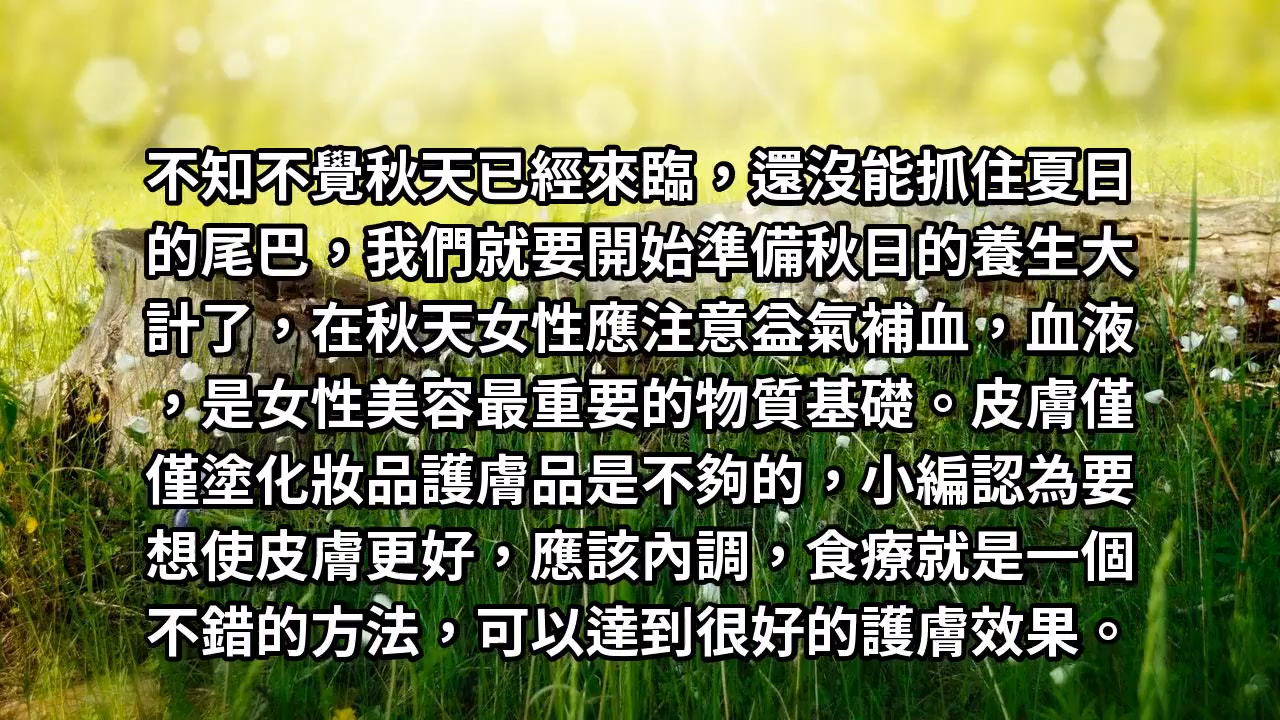 不知不覺秋天已經來臨，還沒能抓住夏日
的尾巴，我們就要開始準備秋日的養生大
計了，在秋天女性應注意益氣補血，血液
，是女性美容最重要的物質基礎。皮膚僅
僅塗化妝品護膚品是不夠的，小編認為要
想使皮膚更好，應該內調，食療就是一個
不錯的方法，可以達到很好的護膚效果。